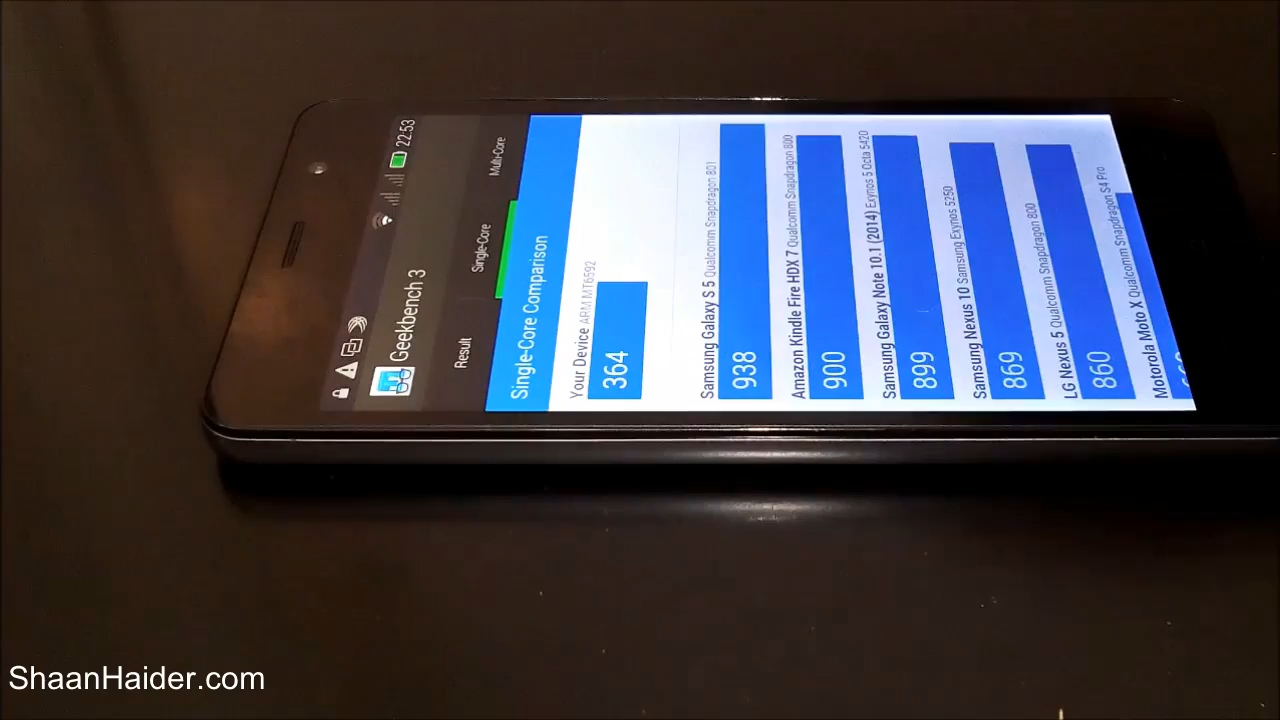 22:53
Geekbench 3
Result Single-Core Multi-Core
Single-Core Comparison
Your Device ARM MT6592
364
Samsung Galaxy S 5 Qualcomm Snapdragon 801
938
Amazon Kindle Fire HDX 7 Qualcomm Snapdragon 800
900
Samsung Galaxy Note 10.1 (2014) Exynos 5 Octa 5420
899
Samsung Nexus 10 Samsung Exynos 5250
869
LG Nexus 5 Qualcomm Snapdragon 800
860
Motorola Moto X Qualcomm Snapdragon S4 Pro
ShaanHaider.com